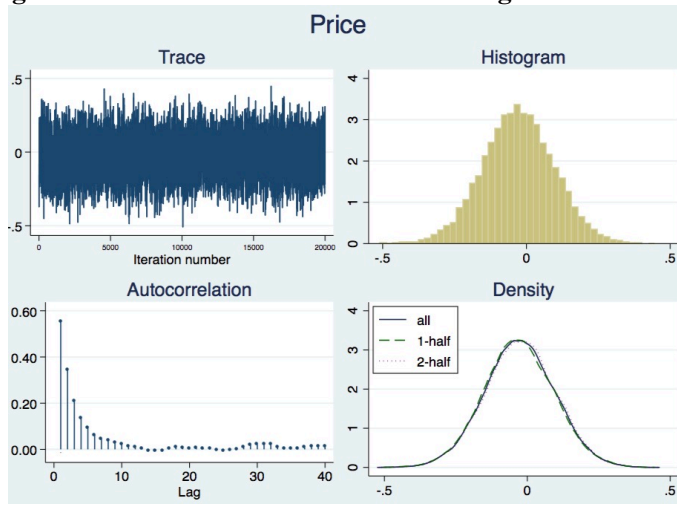 Price
Trace
.5
0
-.5
0 5000 10000 15000 20000
Iteration number
Histogram
4
3
2
1
0
-.5 0 .5
Autocorrelation
0.60
0.40
0.20
0.00
0 10 20 30 40
Lag
Density
all
1-half
2-half
4
3
2
1
0
-.5 0 .5